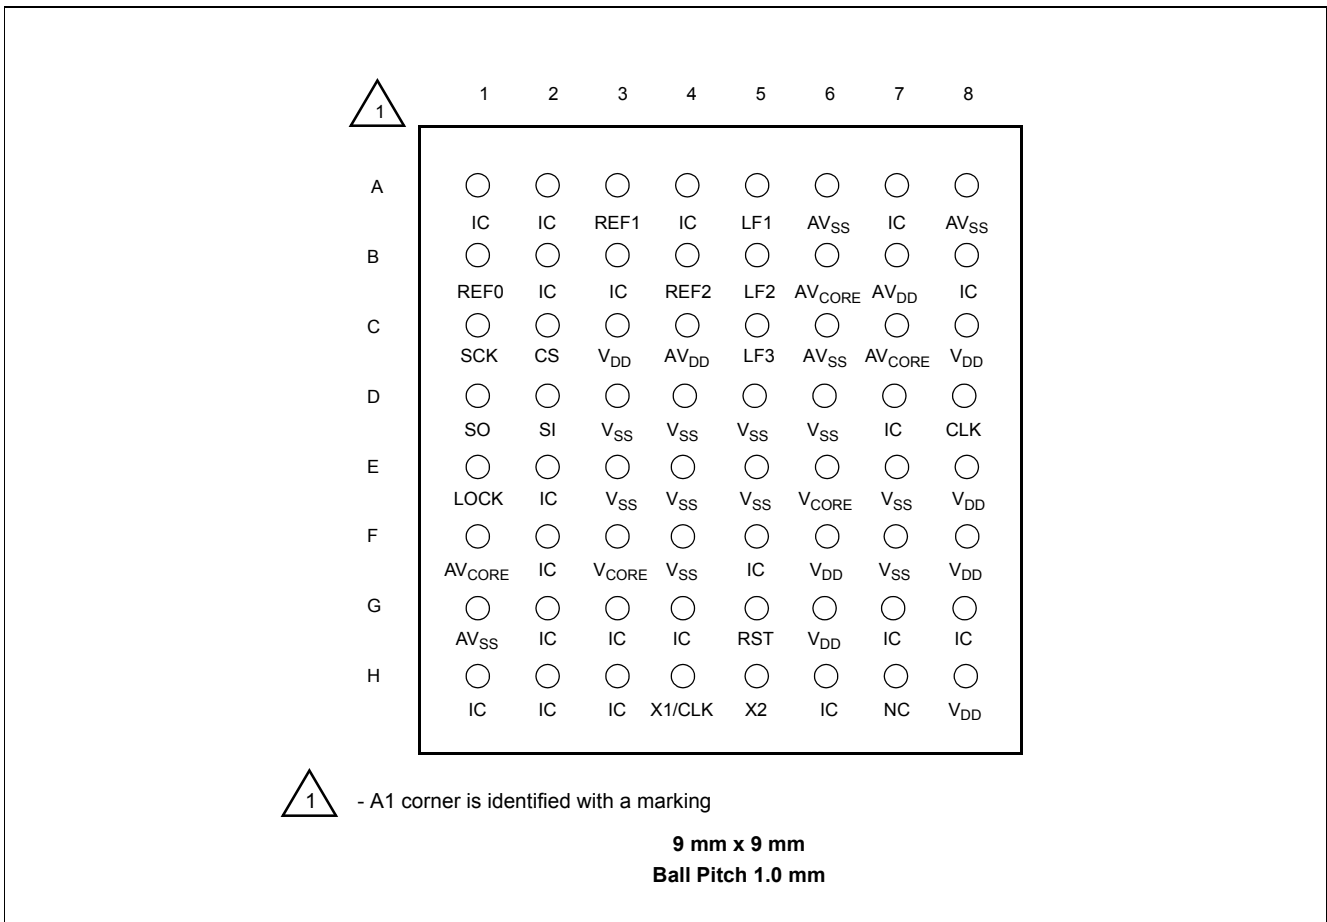 1 1 2 3 4 5 6 7 8
A
IC IC REF1 IC LF1 AVSS IC AVSS
B
REF0 IC IC REF2 LF2 AVCORE AVDD IC
C
SCK CS VDD AVDD LF3 AVSS AVCORE VDD
D
SO SI VSS VSS VSS VSS IC CLK
E
LOCK IC VSS VSS VSS VCORE VSS VDD
F
AVCORE IC VCORE VSS IC VDD VSS VDD
G
AVSS IC IC IC RST VDD IC IC
H
IC IC IC X1/CLK X2 IC NC VDD
1 - A1 corner is identified with a marking
9 mm x 9 mm
Ball Pitch 1.0 mm